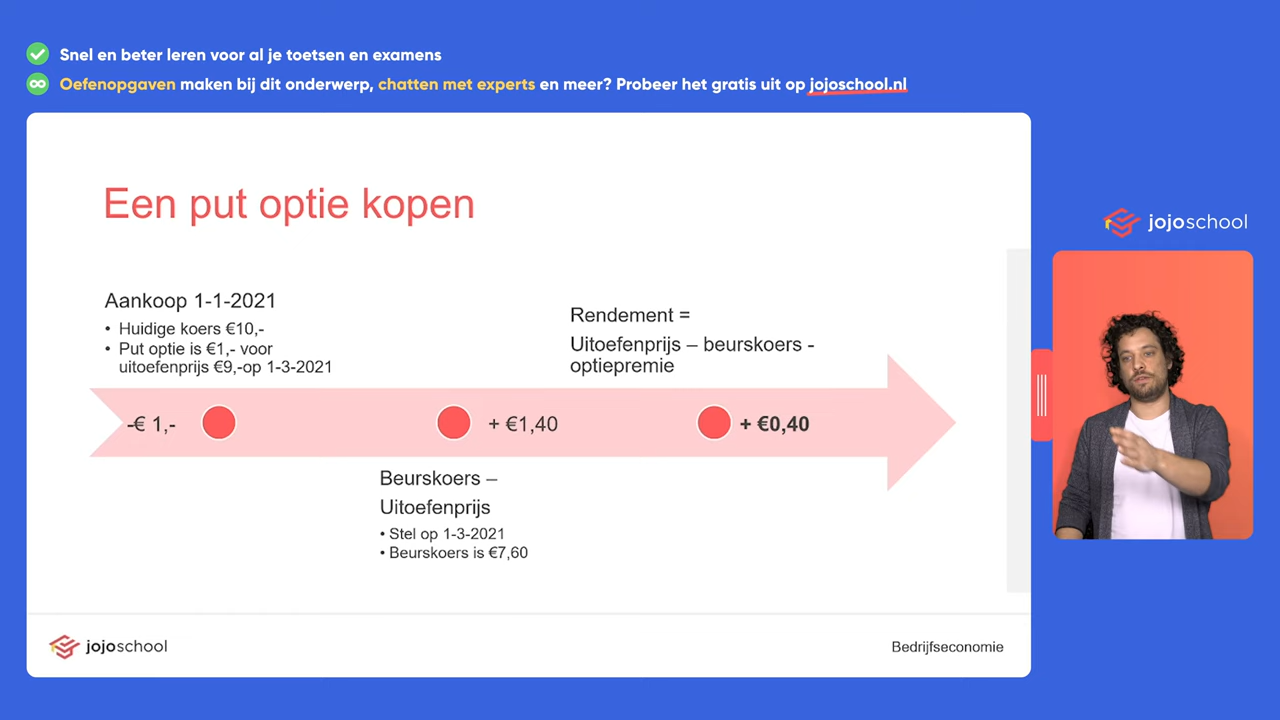 Snel en beter leren voor al je toetsen en examens
Oefenopgaven maken bij dit onderwerp, chatten met experts en meer? Probeer het gratis uit op jojoschool.nl
Een put optie kopen
jojoschool
Aankoop 1-1-2021
• Huidige koers €10,-
• Put optie is €1,- voor
uitoefenprijs €9,-op 1-3-2021
Rendement =
Uitoefenprijs – beurskoers -
optiepremie
-€ 1,-
+ €1,40
+ €0,40
Beurskoers –
Uitoefenprijs
• Stel op 1-3-2021
• Beurskoers is €7,60
jojoschool
Bedrijfseconomie